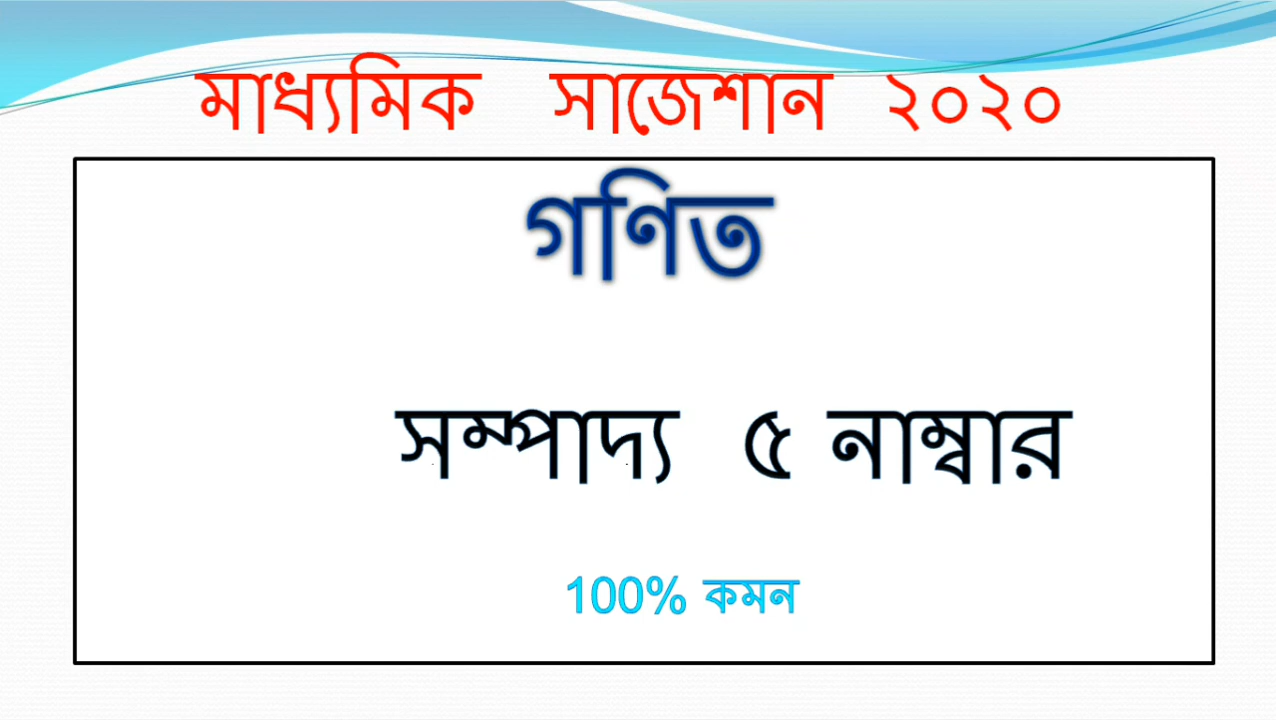 মাধ্যমিক সাজেশান ২০২০
গণিত
সম্পাদ্য ৫ নাম্বার
100% কমন